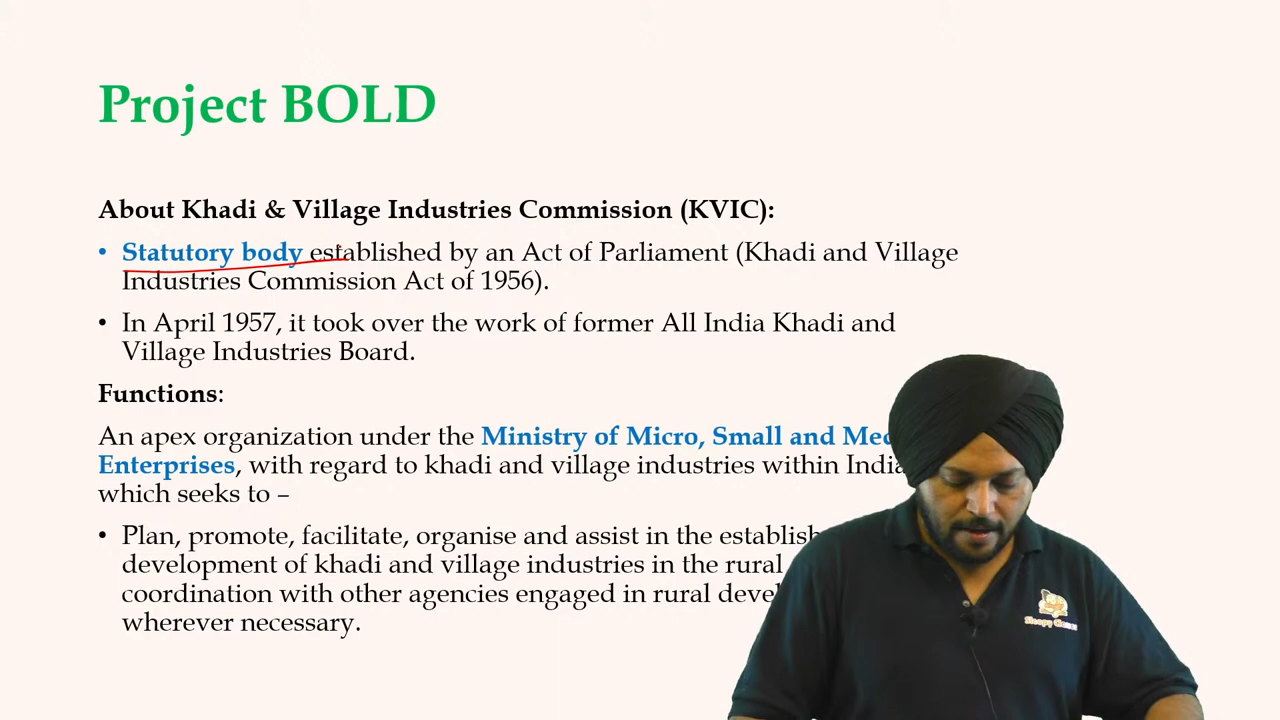 Project BOLD
About Khadi & Village Industries Commission (KVIC):
• Statutory body established by an Act of Parliament (Khadi and Village
Industries Commission Act of 1956).
• In April 1957, it took over the work of former All India Khadi and
Village Industries Board.
Functions:
An apex organization under the Ministry of Micro, Small and
Enterprises, with regard to khadi and village industries within India
which seeks to –
• Plan, promote, facilitate, organise and assist in the
development of khadi and village industries in the rural
coordination with other agencies engaged in rural
wherever necessary.
Sleepy